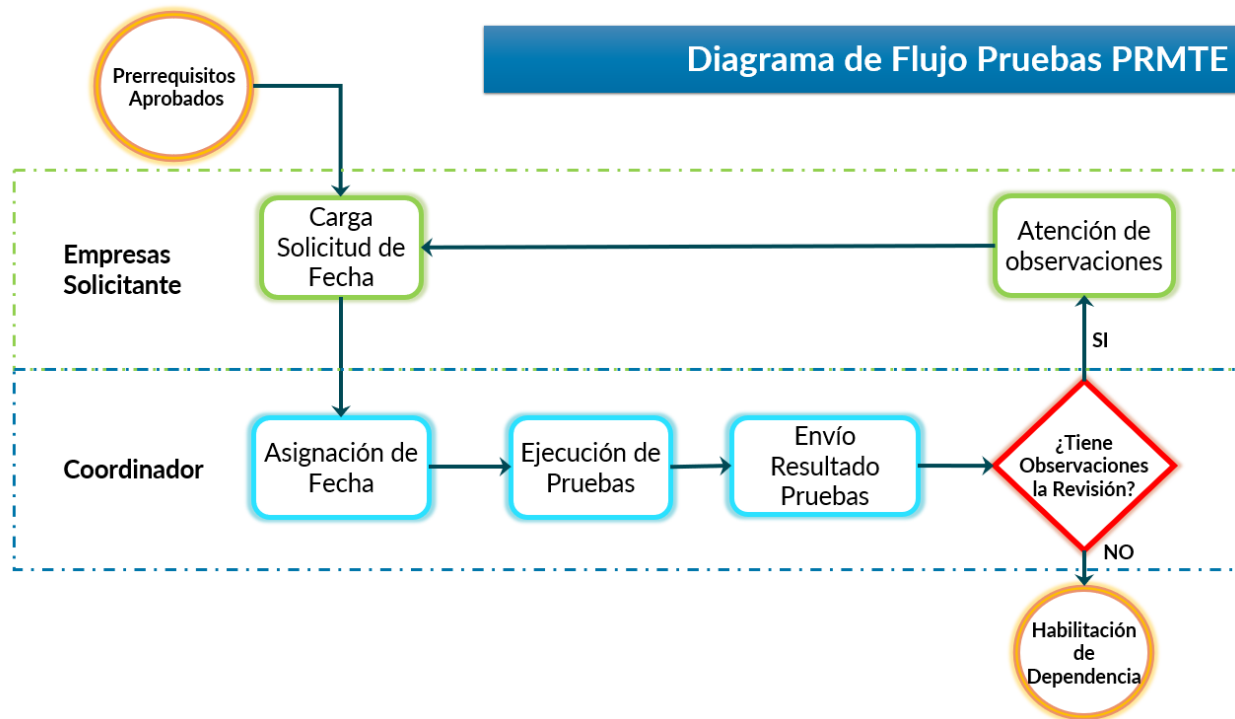 Diagrama de Flujo Pruebas PRMTE
Prerrequisitos
Aprobados
Empresas
Solicitante
Carga
Solicitud de
Fecha
Atención de
observaciones
SI
Coordinador
Asignación de
Fecha
Ejecución de
Pruebas
Envío
Resultado
Pruebas
¿Tiene
Observaciones
la Revisión?
NO
Habilitación
de
Dependencia